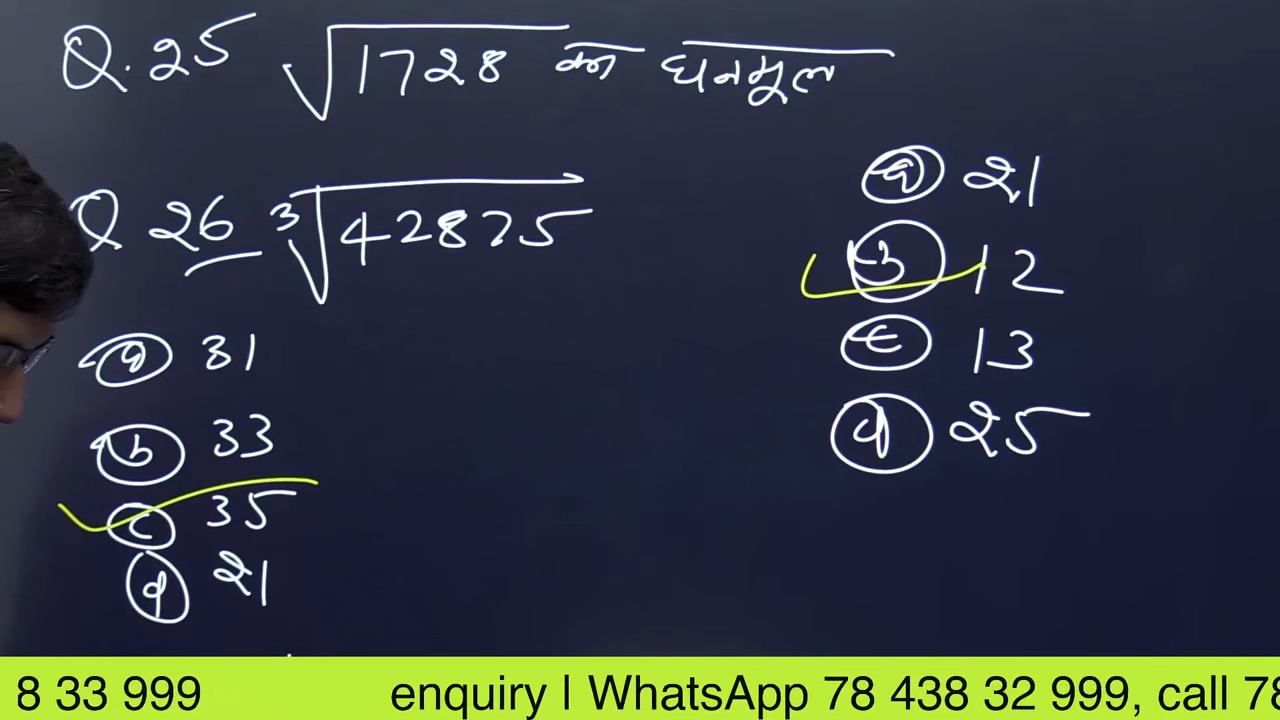 Q.25 √1728 का घनमूल
Q 26 ³√42875
(a) 31
(b) 33
(c) 35
(d) 21
(a) 21
(b) 12
(c) 13
(d) 25
8 33 999 enquiry | WhatsApp 78 438 32 999, call 78